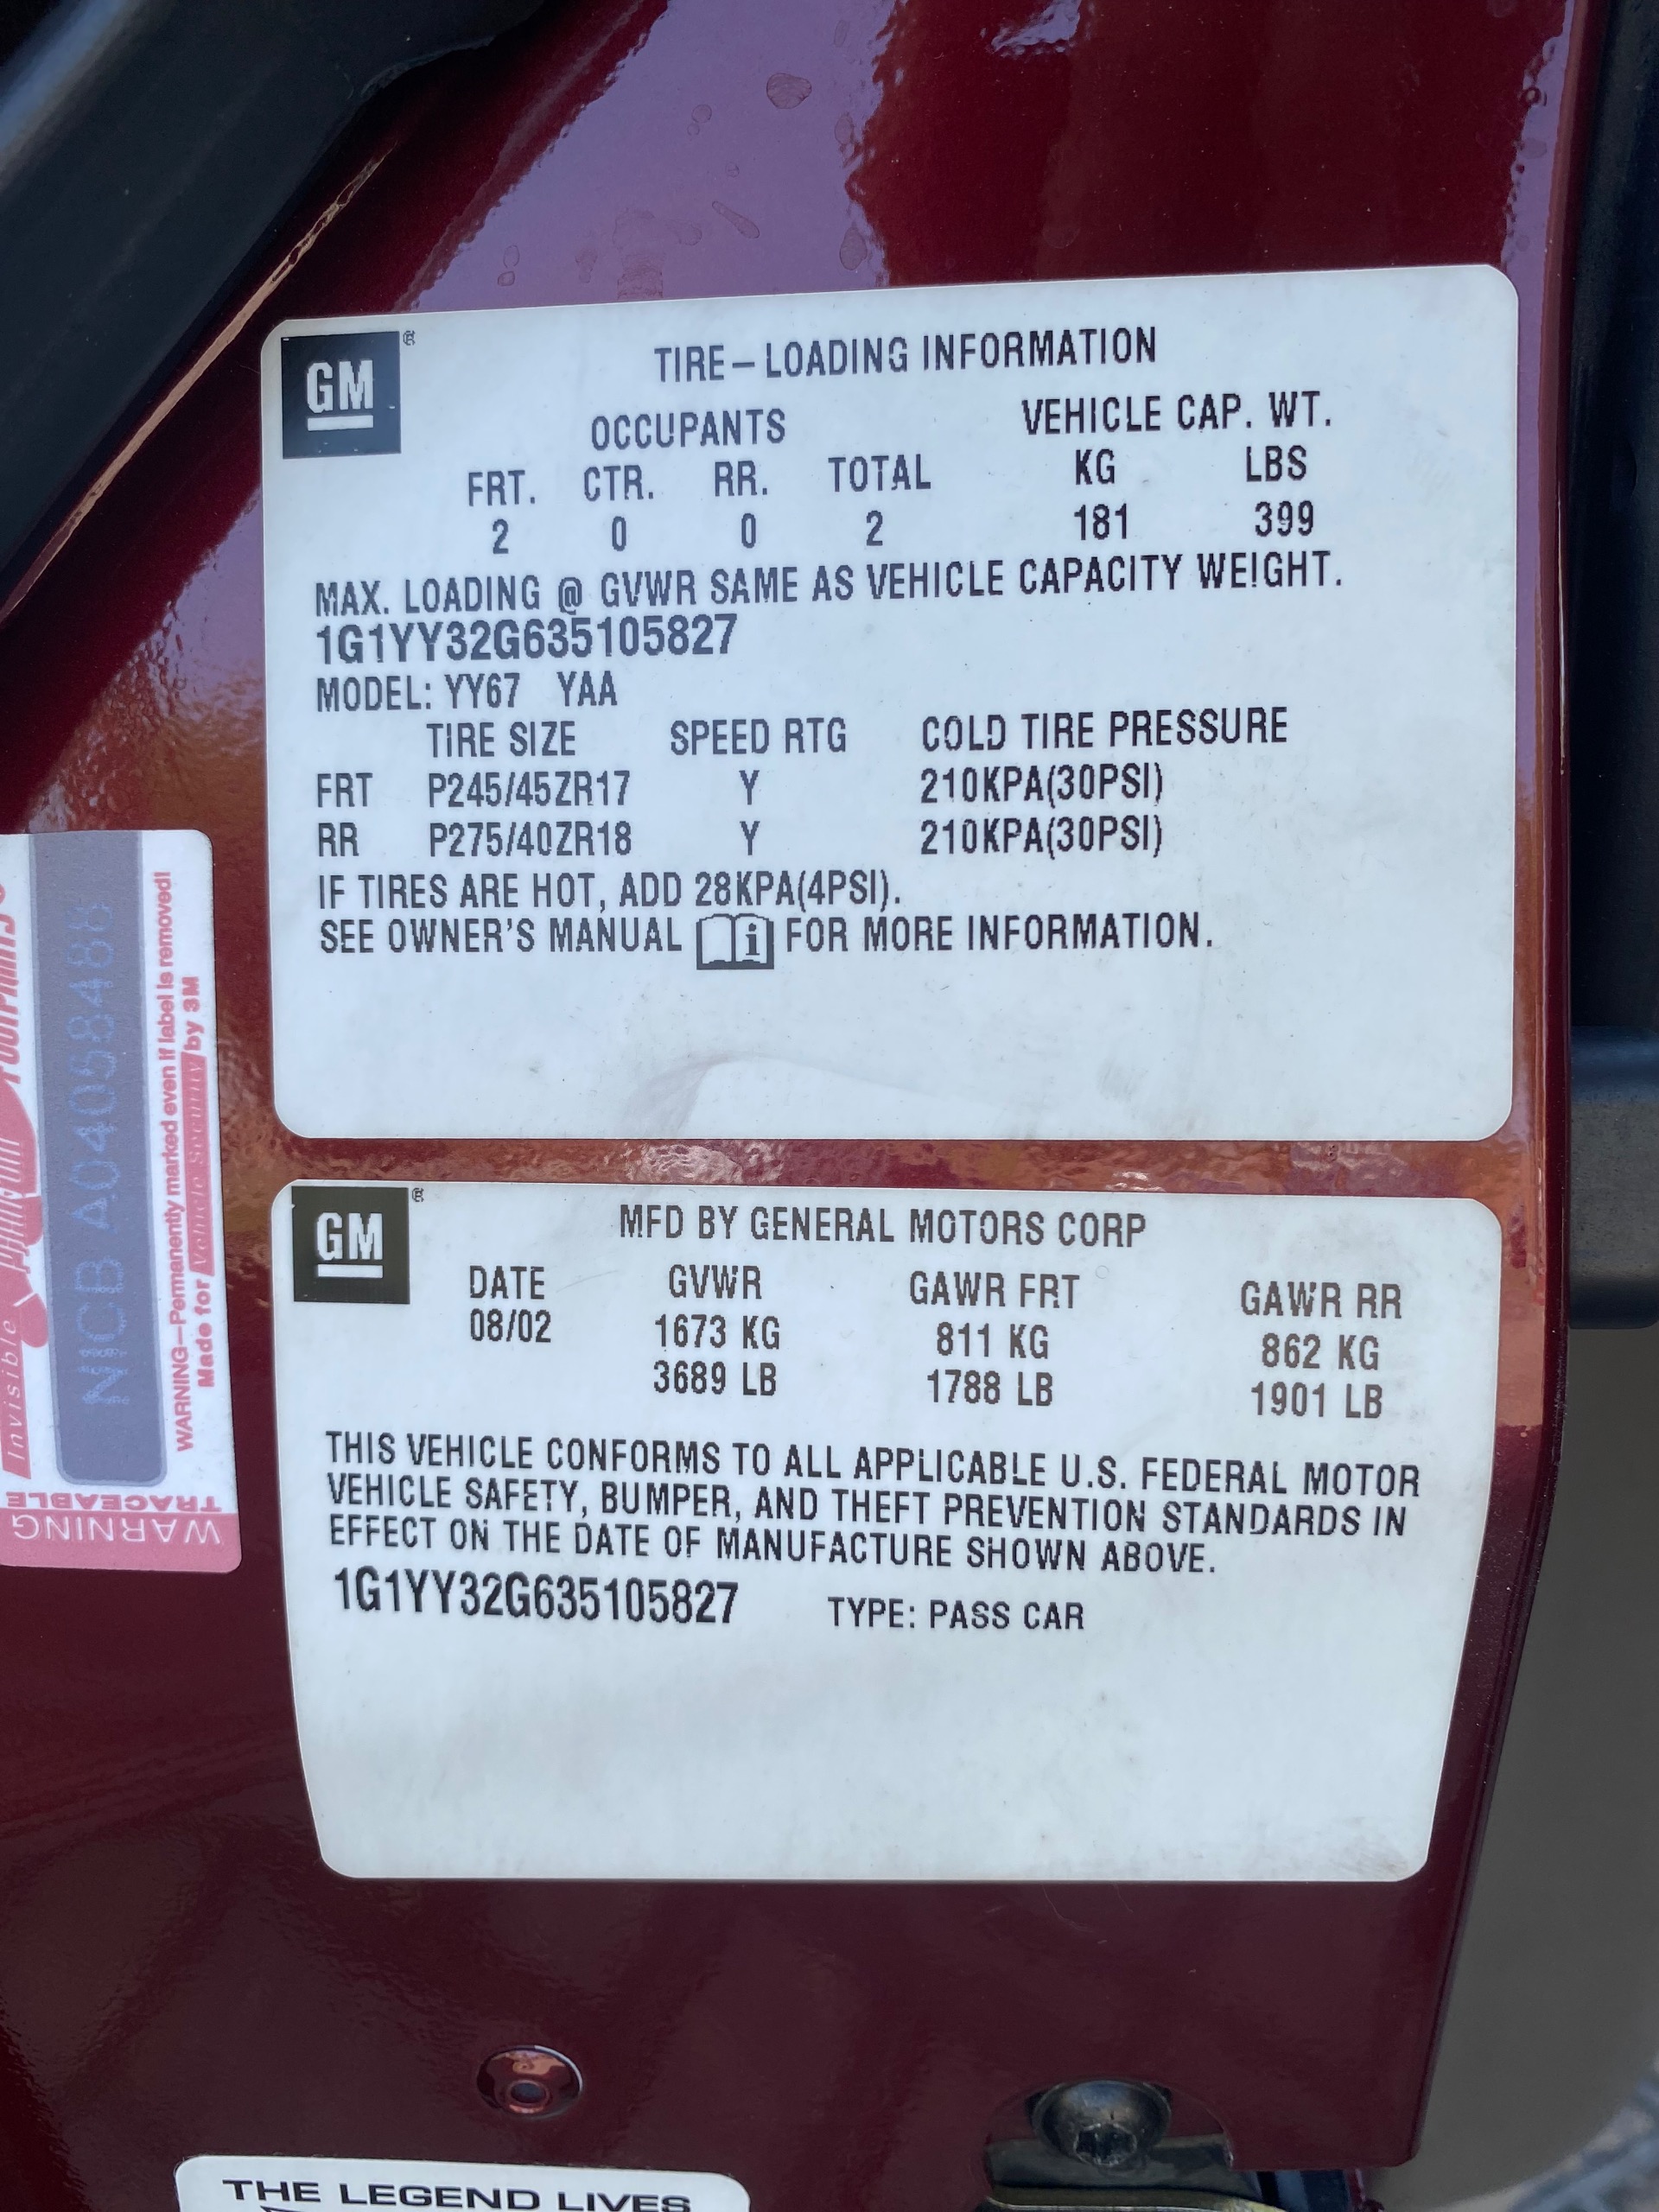 GM®
TIRE–LOADING INFORMATION
OCCUPANTS VEHICLE CAP. WT.
FRT. CTR. RR. TOTAL KG LBS
2 0 0 2 181 399
MAX. LOADING @ GVWR SAME AS VEHICLE CAPACITY WEIGHT.
1G1YY32G635105827
MODEL: YY67 YAA
TIRE SIZE SPEED RTG COLD TIRE PRESSURE
FRT P245/45ZR17 Y 210KPA(30PSI)
RR P275/40ZR18 Y 210KPA(30PSI)
IF TIRES ARE HOT, ADD 28KPA(4PSI).
SEE OWNER'S MANUAL FOR MORE INFORMATION.
GM®
MFD BY GENERAL MOTORS CORP
DATE GVWR GAWR FRT GAWR RR
08/02 1673 KG 811 KG 862 KG
3689 LB 1788 LB 1901 LB
THIS VEHICLE CONFORMS TO ALL APPLICABLE U.S. FEDERAL MOTOR
VEHICLE SAFETY, BUMPER, AND THEFT PREVENTION STANDARDS IN
EFFECT ON THE DATE OF MANUFACTURE SHOWN ABOVE.
1G1YY32G635105827 TYPE: PASS CAR
Invisible
NICB A0405848
WARNING—Permanently marked even if label is removed!
Made for Vehicle Security by 3M
WARNING
TRACEABLE
THE LEGEND LIVES